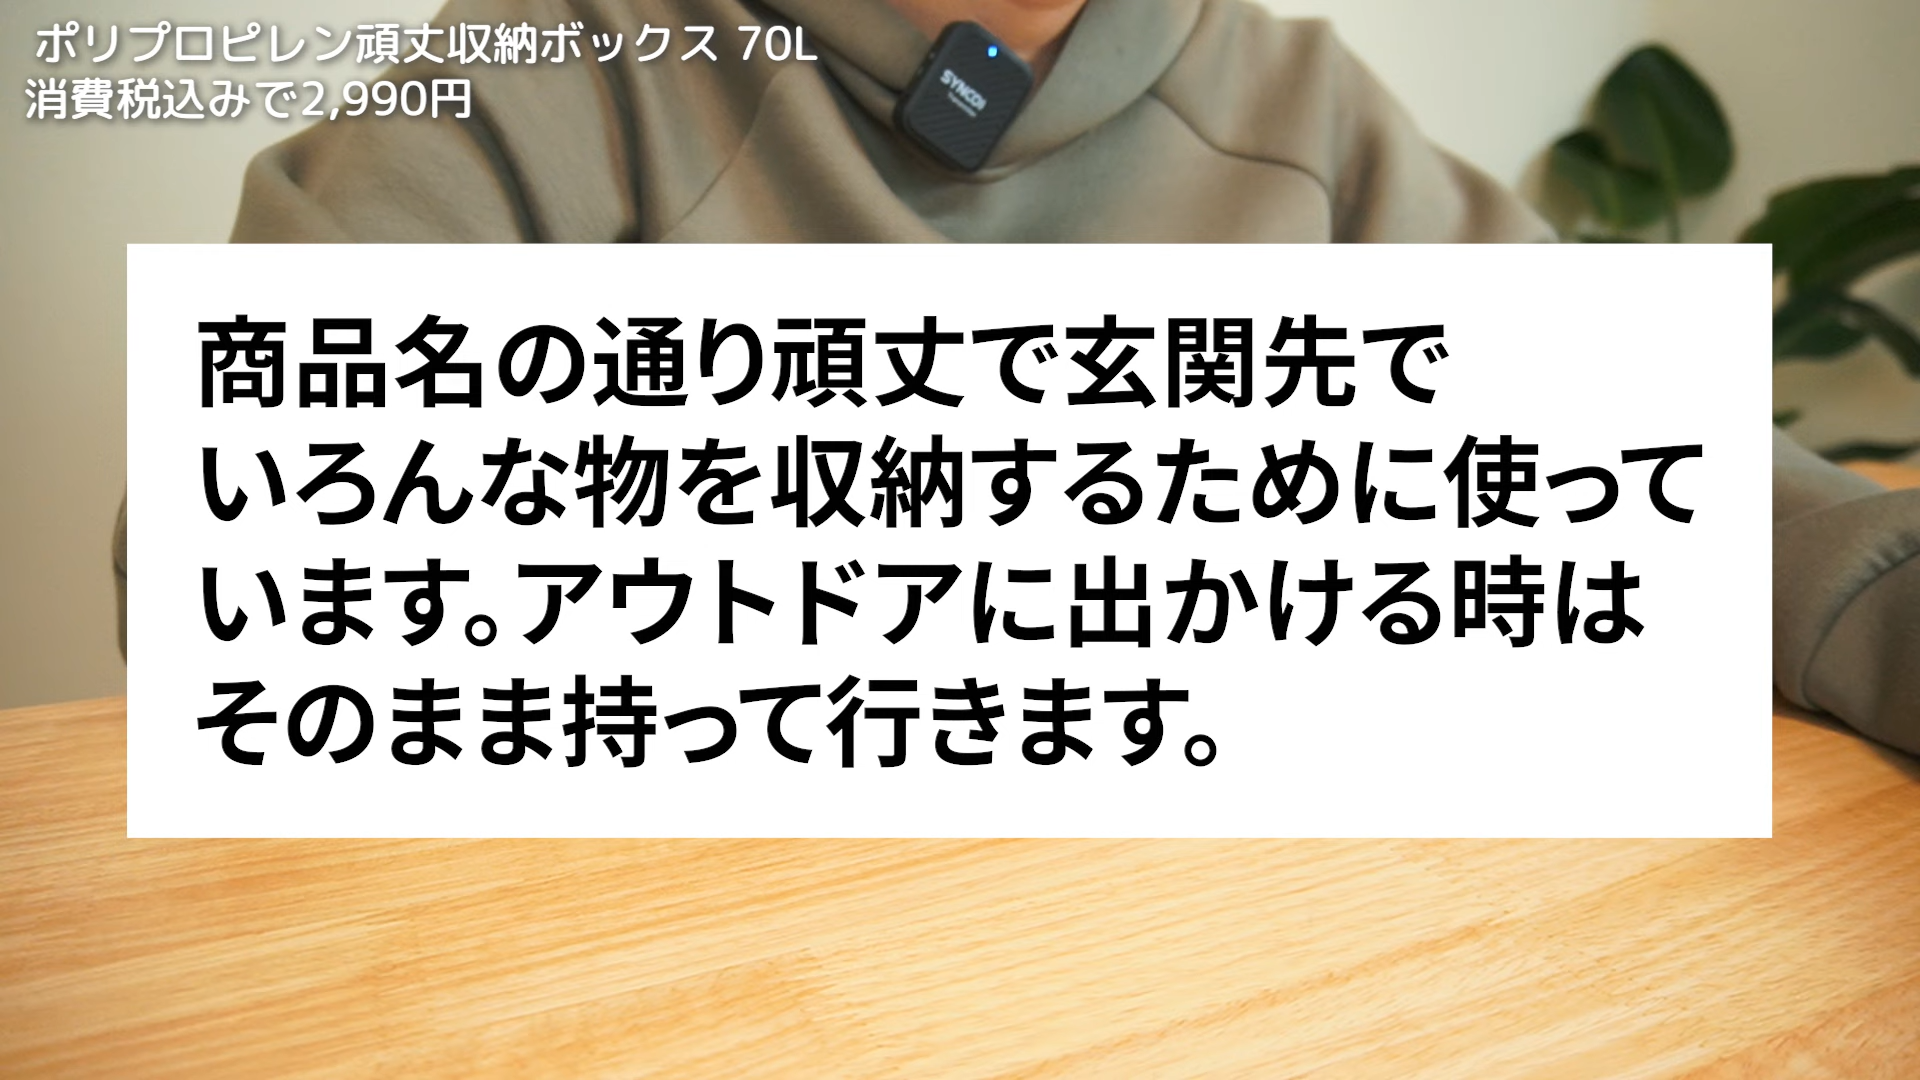 ポリプロピレン頑丈収納ボックス 70L
消費税込みで2,990円
SYNCO
商品名の通り頑丈で玄関先で
いろんな物を収納するために使って
います。アウトドアに出かける時は
そのまま持って行きます。